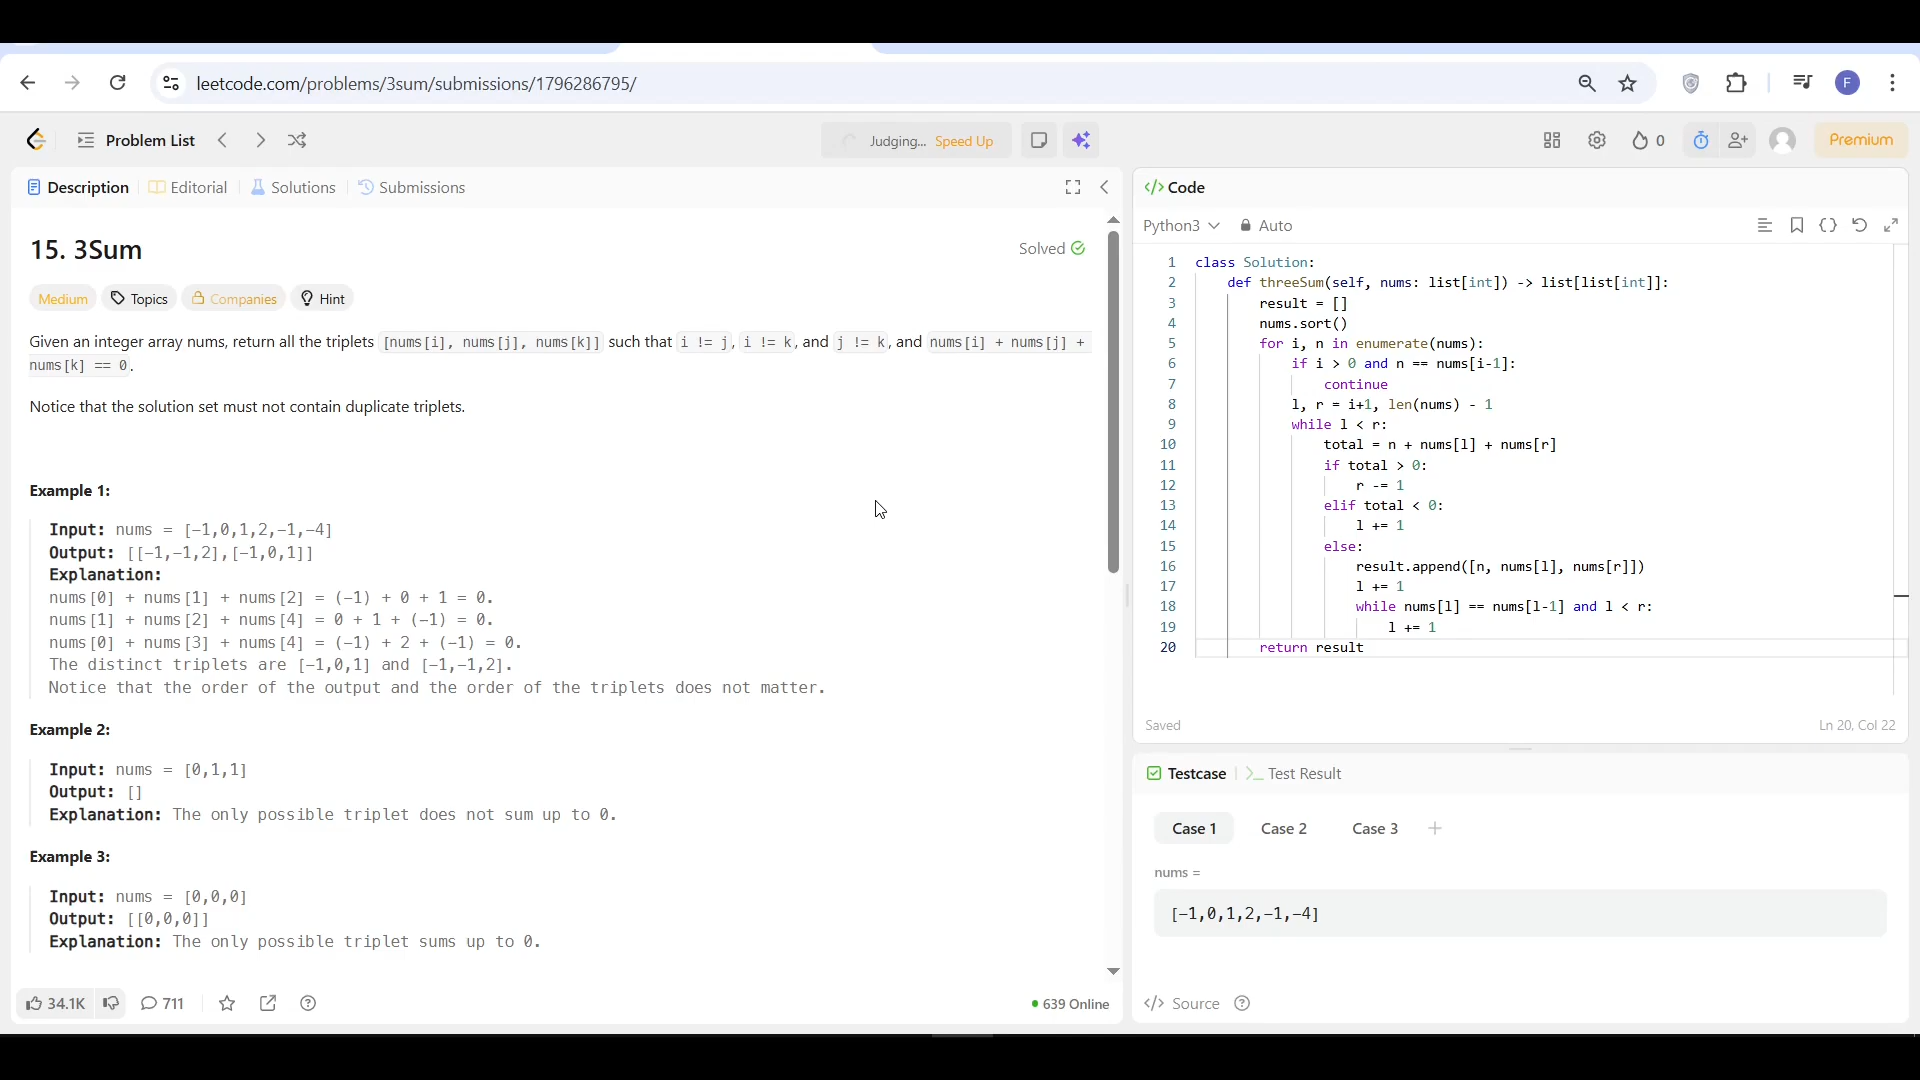 leetcode.com/problems/3sum/submissions/1796286795/
F
Problem List
Judging... Speed Up
0
Premium
Description
Editorial
Solutions
Submissions
15. 3Sum
Solved
Medium
Topics
Companies
Hint
Given an integer array nums, return all the triplets [nums[i], nums[j], nums[k]] such that i != j, i != k, and j != k, and nums[i] + nums[j] +
nums[k] == 0.
Notice that the solution set must not contain duplicate triplets.
Example 1:
Input: nums = [-1,0,1,2,-1,-4]
Output: [[-1,-1,2],[-1,0,1]]
Explanation:
nums[0] + nums[1] + nums[2] = (-1) + 0 + 1 = 0.
nums[1] + nums[2] + nums[4] = 0 + 1 + (-1) = 0.
nums[0] + nums[3] + nums[4] = (-1) + 2 + (-1) = 0.
The distinct triplets are [-1,0,1] and [-1,-1,2].
Notice that the order of the output and the order of the triplets does not matter.
Example 2:
Input: nums = [0,1,1]
Output: []
Explanation: The only possible triplet does not sum up to 0.
Example 3:
Input: nums = [0,0,0]
Output: [[0,0,0]]
Explanation: The only possible triplet sums up to 0.
34.1K
711
639 Online
</> Code
Python3
Auto
1 class Solution:
2     def threeSum(self, nums: list[int]) -> list[list[int]]:
3         result = []
4         nums.sort()
5         for i, n in enumerate(nums):
6             if i > 0 and n == nums[i-1]:
7                 continue
8             l, r = i+1, len(nums) - 1
9             while l < r:
10                 total = n + nums[l] + nums[r]
11                 if total > 0:
12                     r -= 1
13                 elif total < 0:
14                     l += 1
15                 else:
16                     result.append([n, nums[l], nums[r]])
17                     l += 1
18                     while nums[l] == nums[l-1] and l < r:
19                         l += 1
20         return result
Saved
Ln 20, Col 22
Testcase
Test Result
Case 1
Case 2
Case 3
nums =
[-1,0,1,2,-1,-4]
</> Source